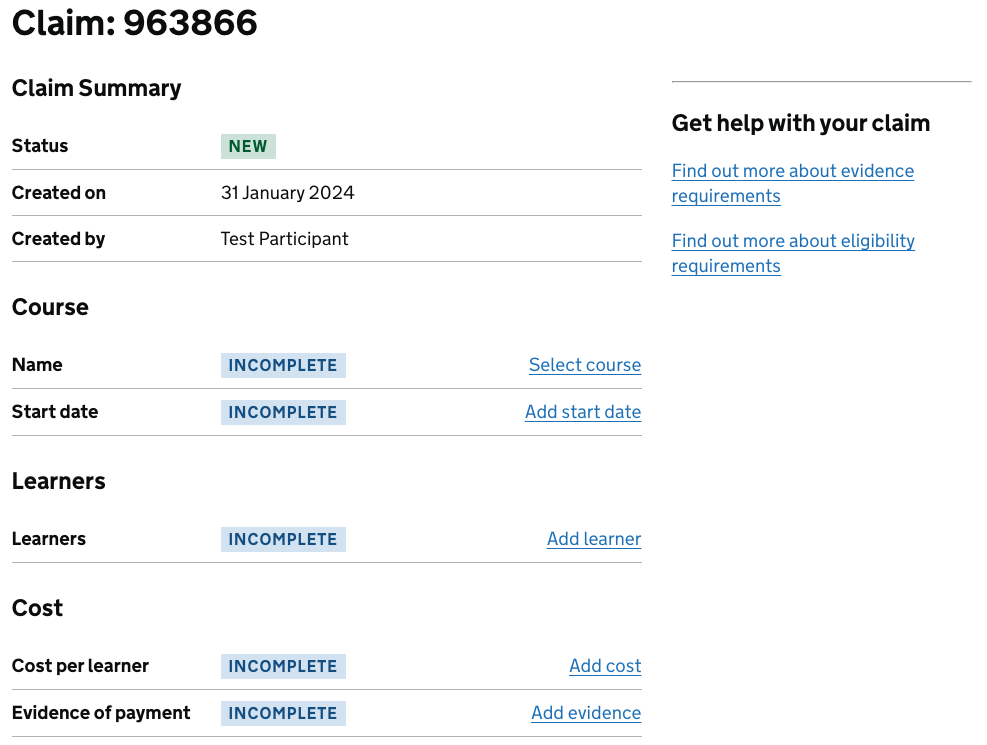 Claim: 963866
Claim Summary
Status NEW
Created on 31 January 2024
Created by Test Participant
Course
Name INCOMPLETE Select course
Start date INCOMPLETE Add start date
Learners
Learners INCOMPLETE Add learner
Cost
Cost per learner INCOMPLETE Add cost
Evidence of payment INCOMPLETE Add evidence
Get help with your claim
Find out more about evidence
requirements
Find out more about eligibility
requirements